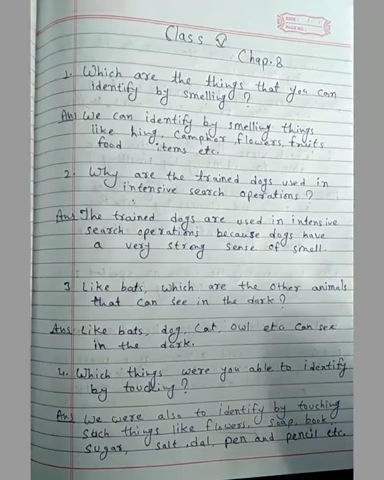 Class V
Chap. 8
1. Which are the things that you can
identify by smelling?
Ans We can identify by smelling things
like hing, campher, flowers, fruits
food items etc.
2. Why are the trained dogs used in
intensive search operations?
Ans The trained dogs are used in intensive
search operations because dogs have
a very strong sense of smell.
3 Like bats, which are the other animals
that can see in the dark?
Ans Like bats, dog, cat, owl etc can see
in the dark.
4. Which things were you able to identify
by touching?
Ans We were also to identify by touching
such things like flowers, soap, book
sugar, salt, dal, pen and pencil etc.